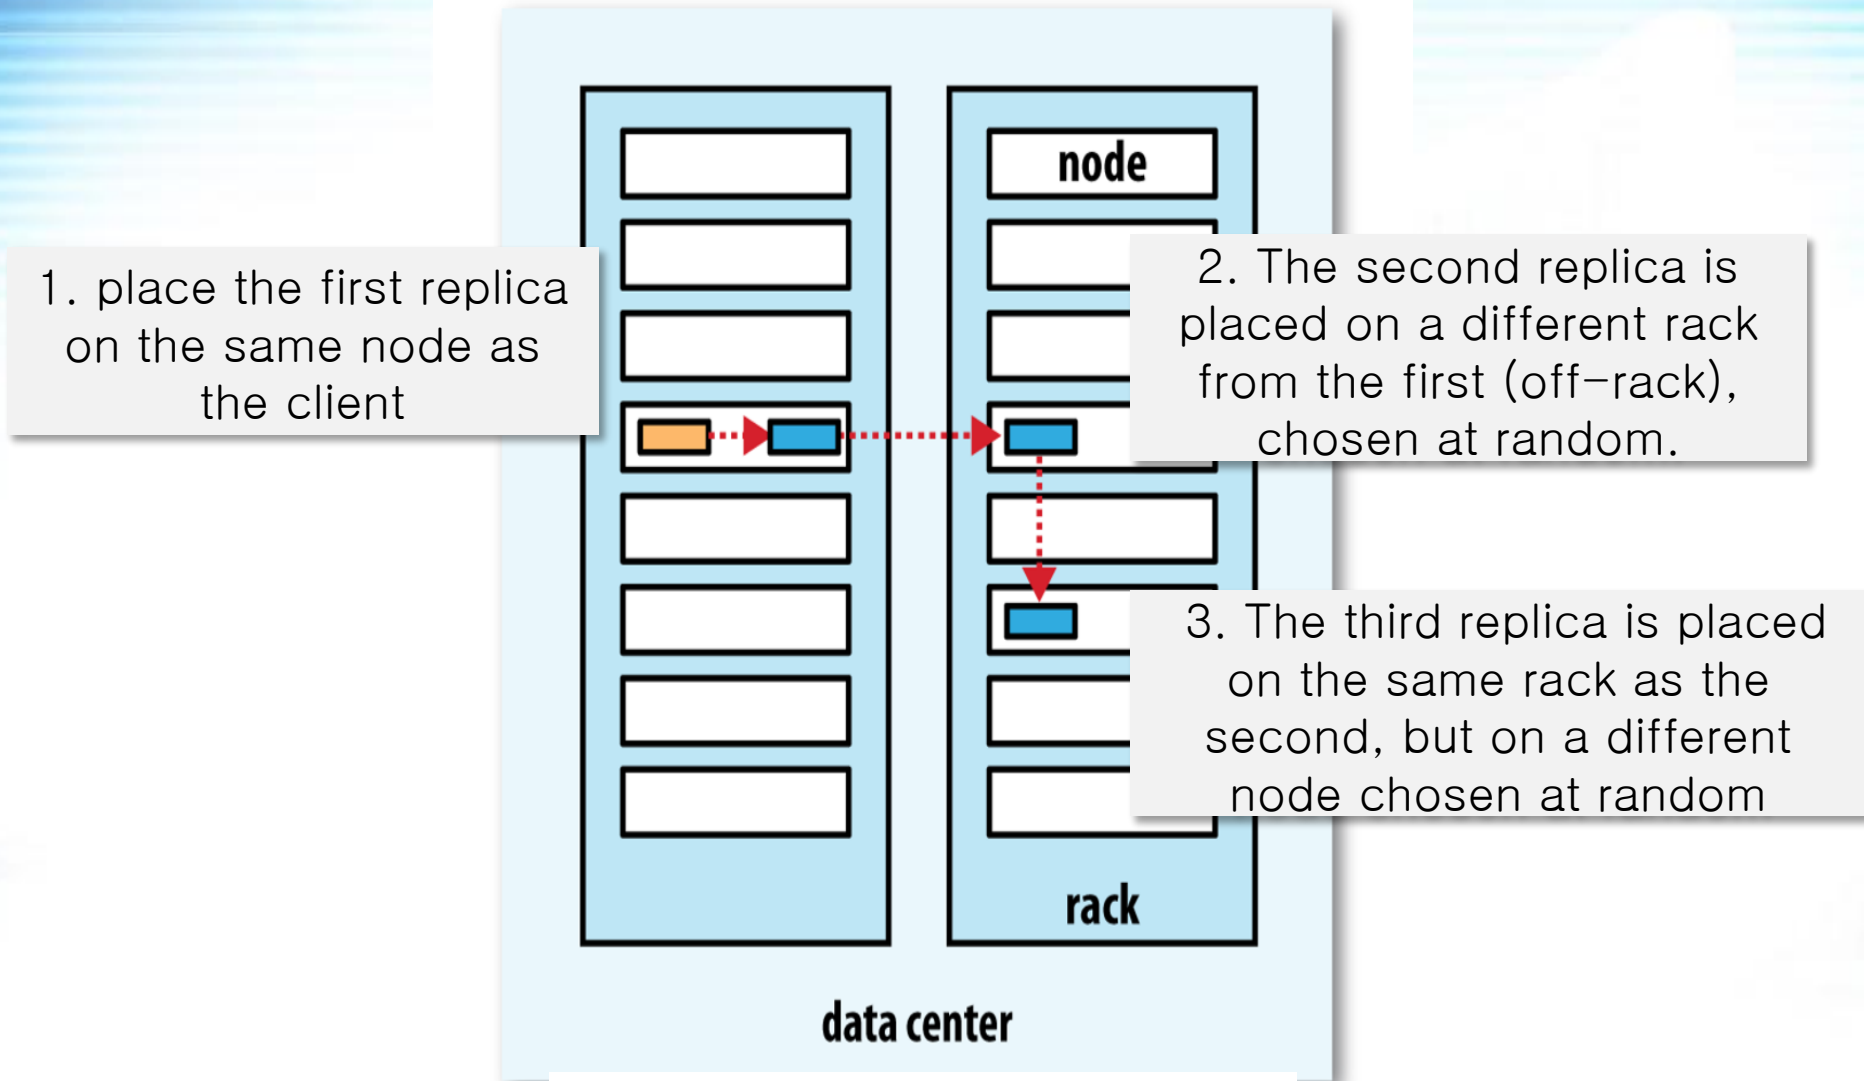 node
1. place the first replica
on the same node as
the client
2. The second replica is
placed on a different rack
from the first (off-rack),
chosen at random.
3. The third replica is placed
on the same rack as the
second, but on a different
node chosen at random
rack
data center